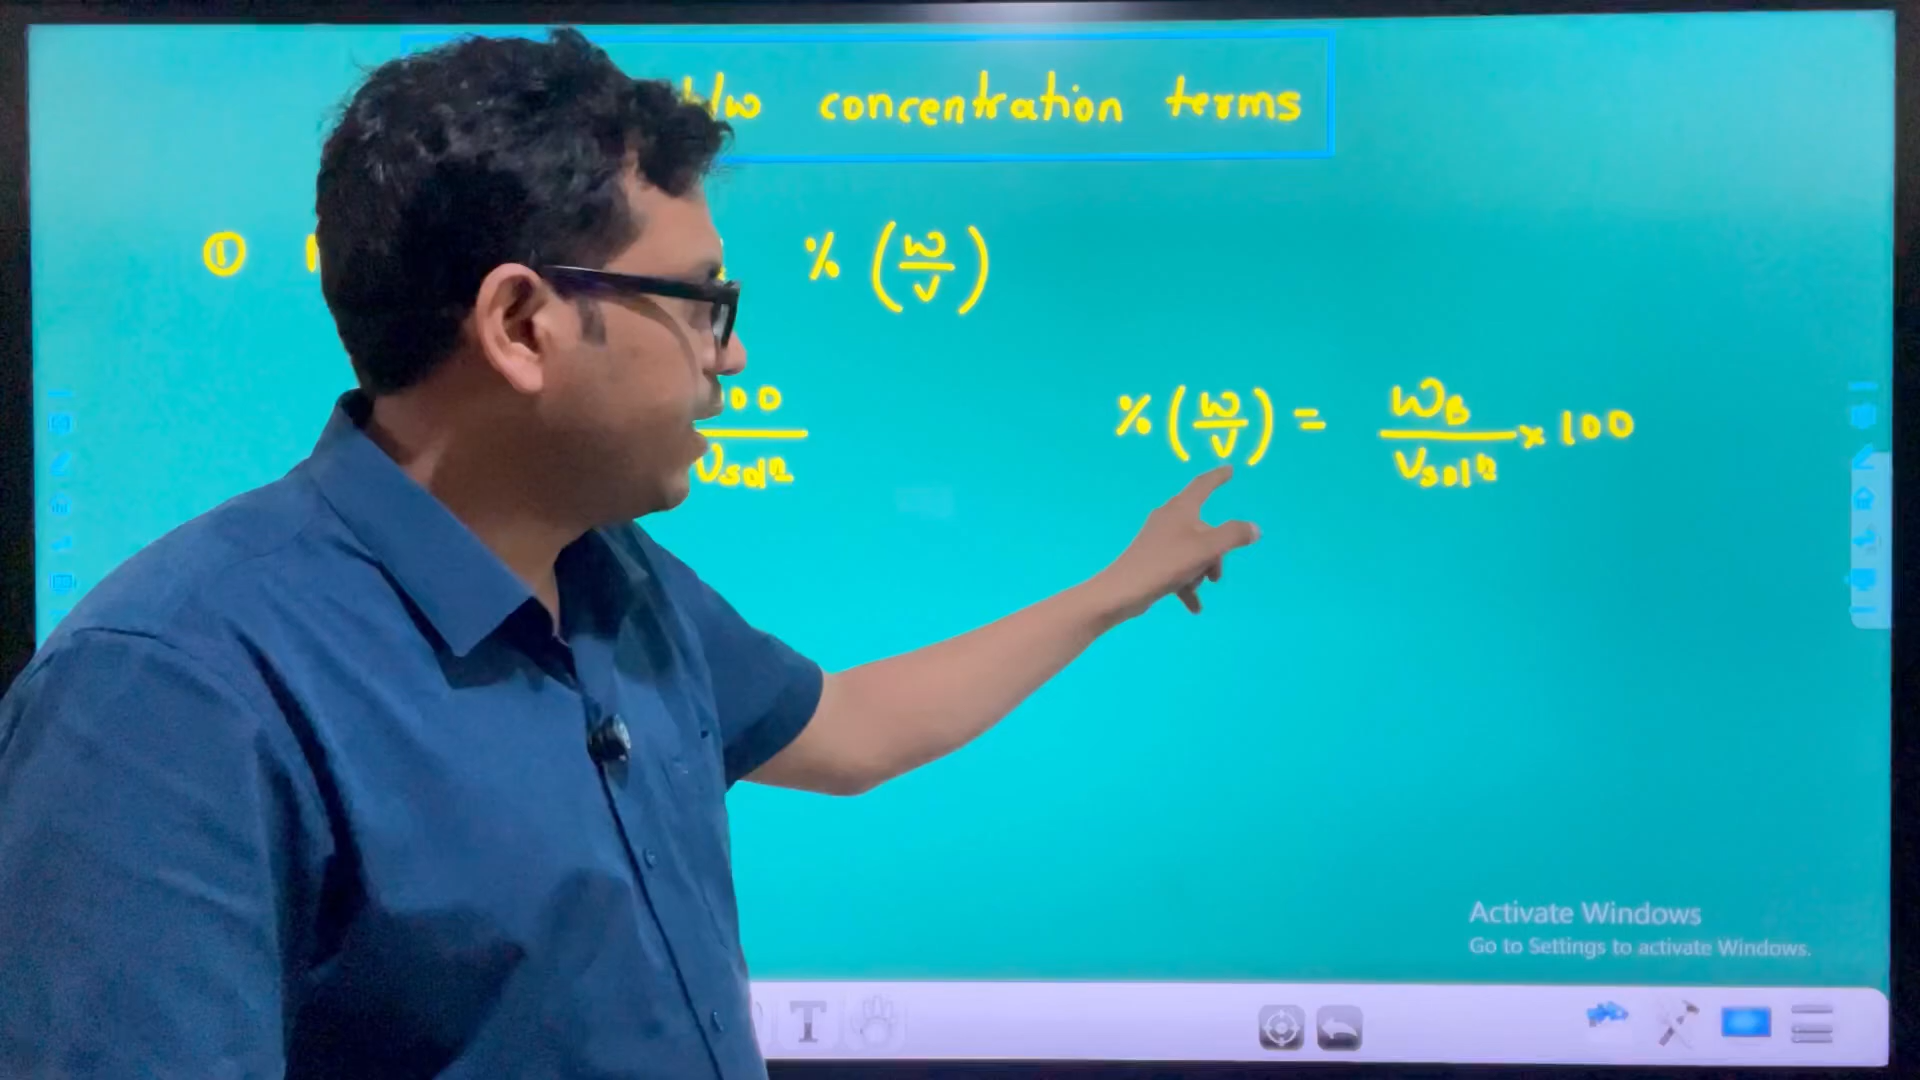 b/w concentration terms
① % (w/v)
00 / Vsolⁿ
% (w/v) = WB / Vsolⁿ × 100
Activate Windows
Go to Settings to activate Windows.
T